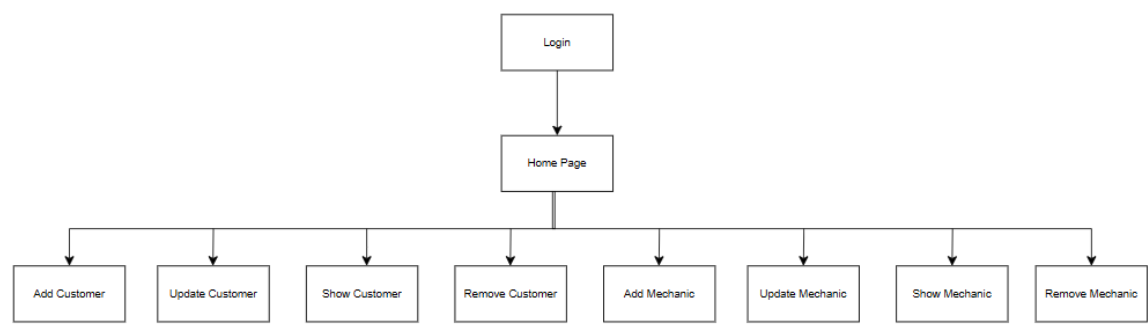 Login
Home Page
Add Customer
Update Customer
Show Customer
Remove Customer
Add Mechanic
Update Mechanic
Show Mechanic
Remove Mechanic